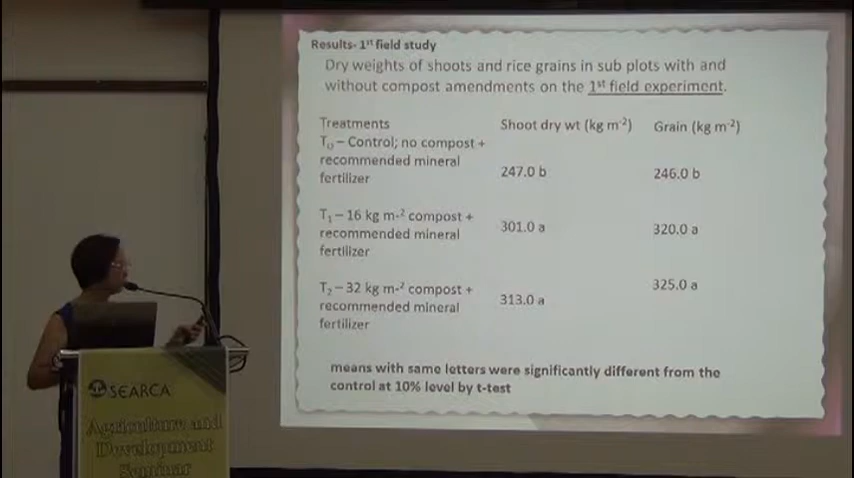 Results- 1st field study
Dry weights of shoots and rice grains in sub plots with and
without compost amendments on the 1st field experiment.
Treatments Shoot dry wt (kg m-2) Grain (kg m-2)
T0 – Control; no compost +
recommended mineral
fertilizer 247.0 b 246.0 b
T1 – 16 kg m-2 compost +
recommended mineral 301.0 a 320.0 a
fertilizer
T2 – 32 kg m-2 compost + 325.0 a
recommended mineral 313.0 a
fertilizer
means with same letters were significantly different from the
control at 10% level by t-test
SEARCA
Agriculture and
Development
Seminar